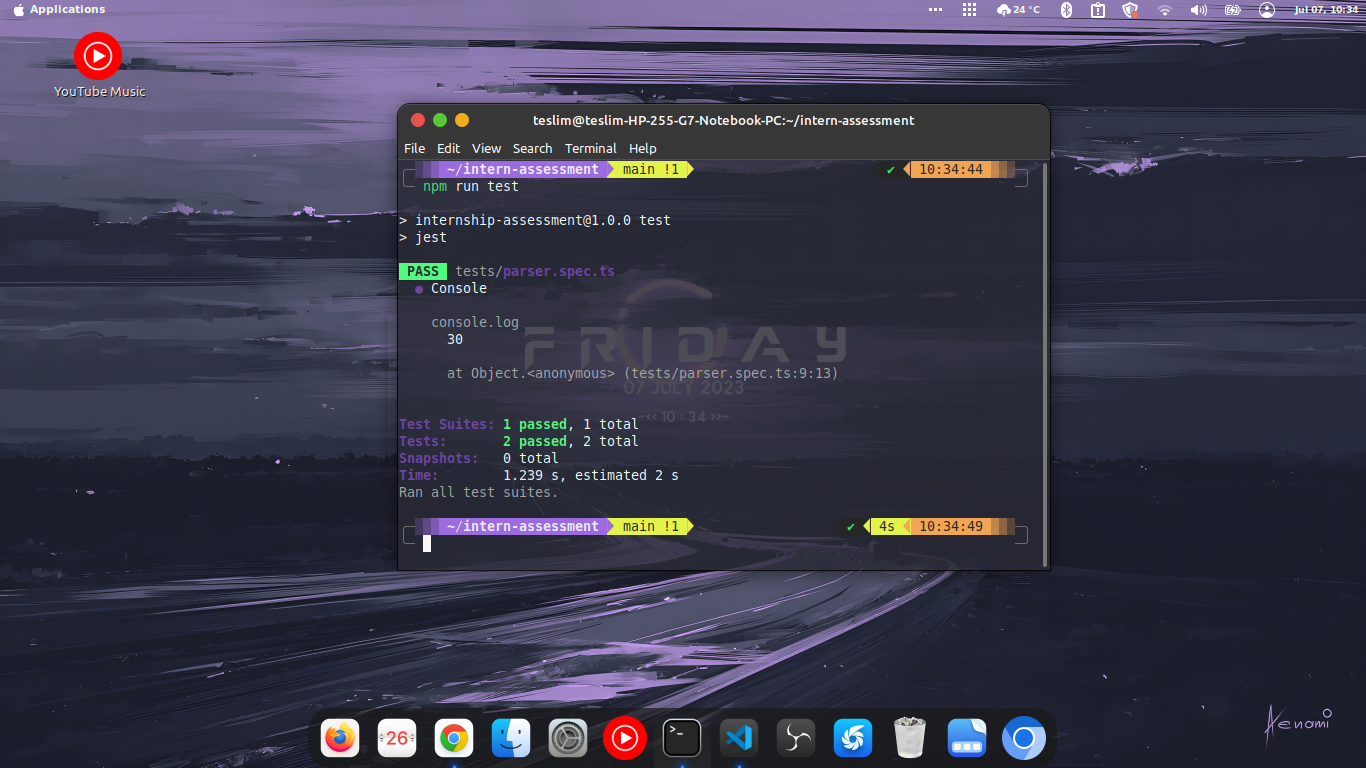 Applications
24 °C
Jul 07, 10:34
YouTube Music
teslim@teslim-HP-255-G7-Notebook-PC:~/intern-assessment
File Edit View Search Terminal Help
~/intern-assessment main !1 ✔ 10:34:44
npm run test
> internship-assessment@1.0.0 test
> jest
PASS tests/parser.spec.ts
● Console
console.log
30
at Object.<anonymous> (tests/parser.spec.ts:9:13)
FRIDAY
07 JULY 2023
-<< 10 : 34 >>-
Test Suites: 1 passed, 1 total
Tests: 2 passed, 2 total
Snapshots: 0 total
Time: 1.239 s, estimated 2 s
Ran all test suites.
~/intern-assessment main !1 ✔ 4s 10:34:49
26
>_
Aenami